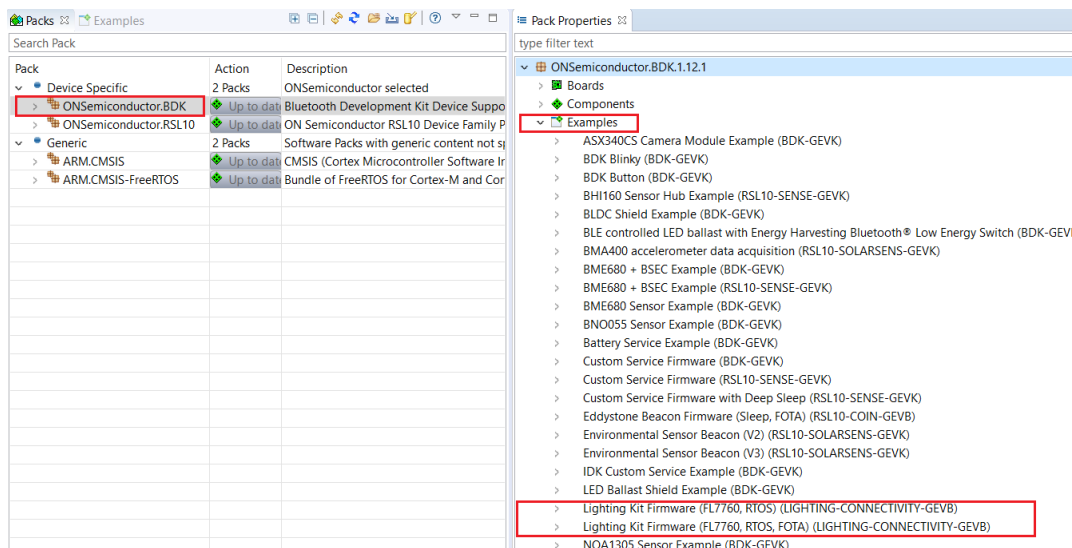 Packs Examples
Search Pack
Pack Action Description
Device Specific 2 Packs ONSemiconductor selected
ONSemiconductor.BDK Up to dat Bluetooth Development Kit Device Suppo
ONSemiconductor.RSL10 Up to dat ON Semiconductor RSL10 Device Family P
Generic 2 Packs Software Packs with generic content not s
ARM.CMSIS Up to dat CMSIS (Cortex Microcontroller Software Ir
ARM.CMSIS-FreeRTOS Up to dat Bundle of FreeRTOS for Cortex-M and Cor
Pack Properties
type filter text
ONSemiconductor.BDK.1.12.1
Boards
Components
Examples
ASX340CS Camera Module Example (BDK-GEVK)
BDK Blinky (BDK-GEVK)
BDK Button (BDK-GEVK)
BHI160 Sensor Hub Example (RSL10-SENSE-GEVK)
BLDC Shield Example (BDK-GEVK)
BLE controlled LED ballast with Energy Harvesting Bluetooth® Low Energy Switch (BDK-GEV
BMA400 accelerometer data acquisition (RSL10-SOLARSENS-GEVK)
BME680 + BSEC Example (BDK-GEVK)
BME680 + BSEC Example (RSL10-SENSE-GEVK)
BME680 Sensor Example (BDK-GEVK)
BNO055 Sensor Example (BDK-GEVK)
Battery Service Example (BDK-GEVK)
Custom Service Firmware (BDK-GEVK)
Custom Service Firmware (RSL10-SENSE-GEVK)
Custom Service Firmware with Deep Sleep (RSL10-SENSE-GEVK)
Eddystone Beacon Firmware (Sleep, FOTA) (RSL10-COIN-GEVB)
Environmental Sensor Beacon (V2) (RSL10-SOLARSENS-GEVK)
Environmental Sensor Beacon (V3) (RSL10-SOLARSENS-GEVK)
IDK Custom Service Example (BDK-GEVK)
LED Ballast Shield Example (BDK-GEVK)
Lighting Kit Firmware (FL7760, RTOS) (LIGHTING-CONNECTIVITY-GEVB)
Lighting Kit Firmware (FL7760, RTOS, FOTA) (LIGHTING-CONNECTIVITY-GEVB)
NOA1305 Sensor Example (BDK-GEVK)